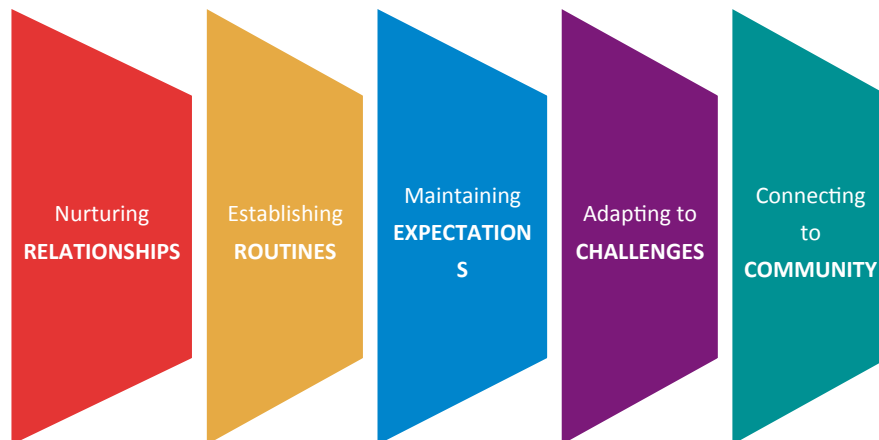 Nurturing
RELATIONSHIPS
Establishing
ROUTINES
Maintaining
EXPECTATION
S
Adapting to
CHALLENGES
Connecting
to
COMMUNITY